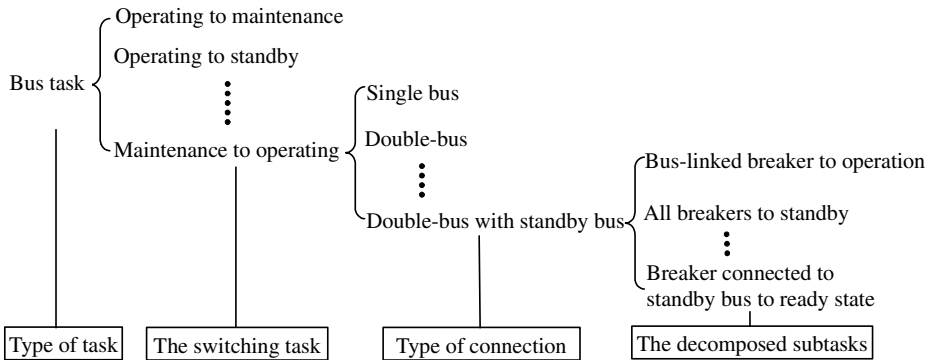 Bus task
Operating to maintenance
Operating to standby
Maintenance to operating
Single bus
Double-bus
Double-bus with standby bus
Bus-linked breaker to operation
All breakers to standby
Breaker connected to
standby bus to ready state
Type of task
The switching task
Type of connection
The decomposed subtasks